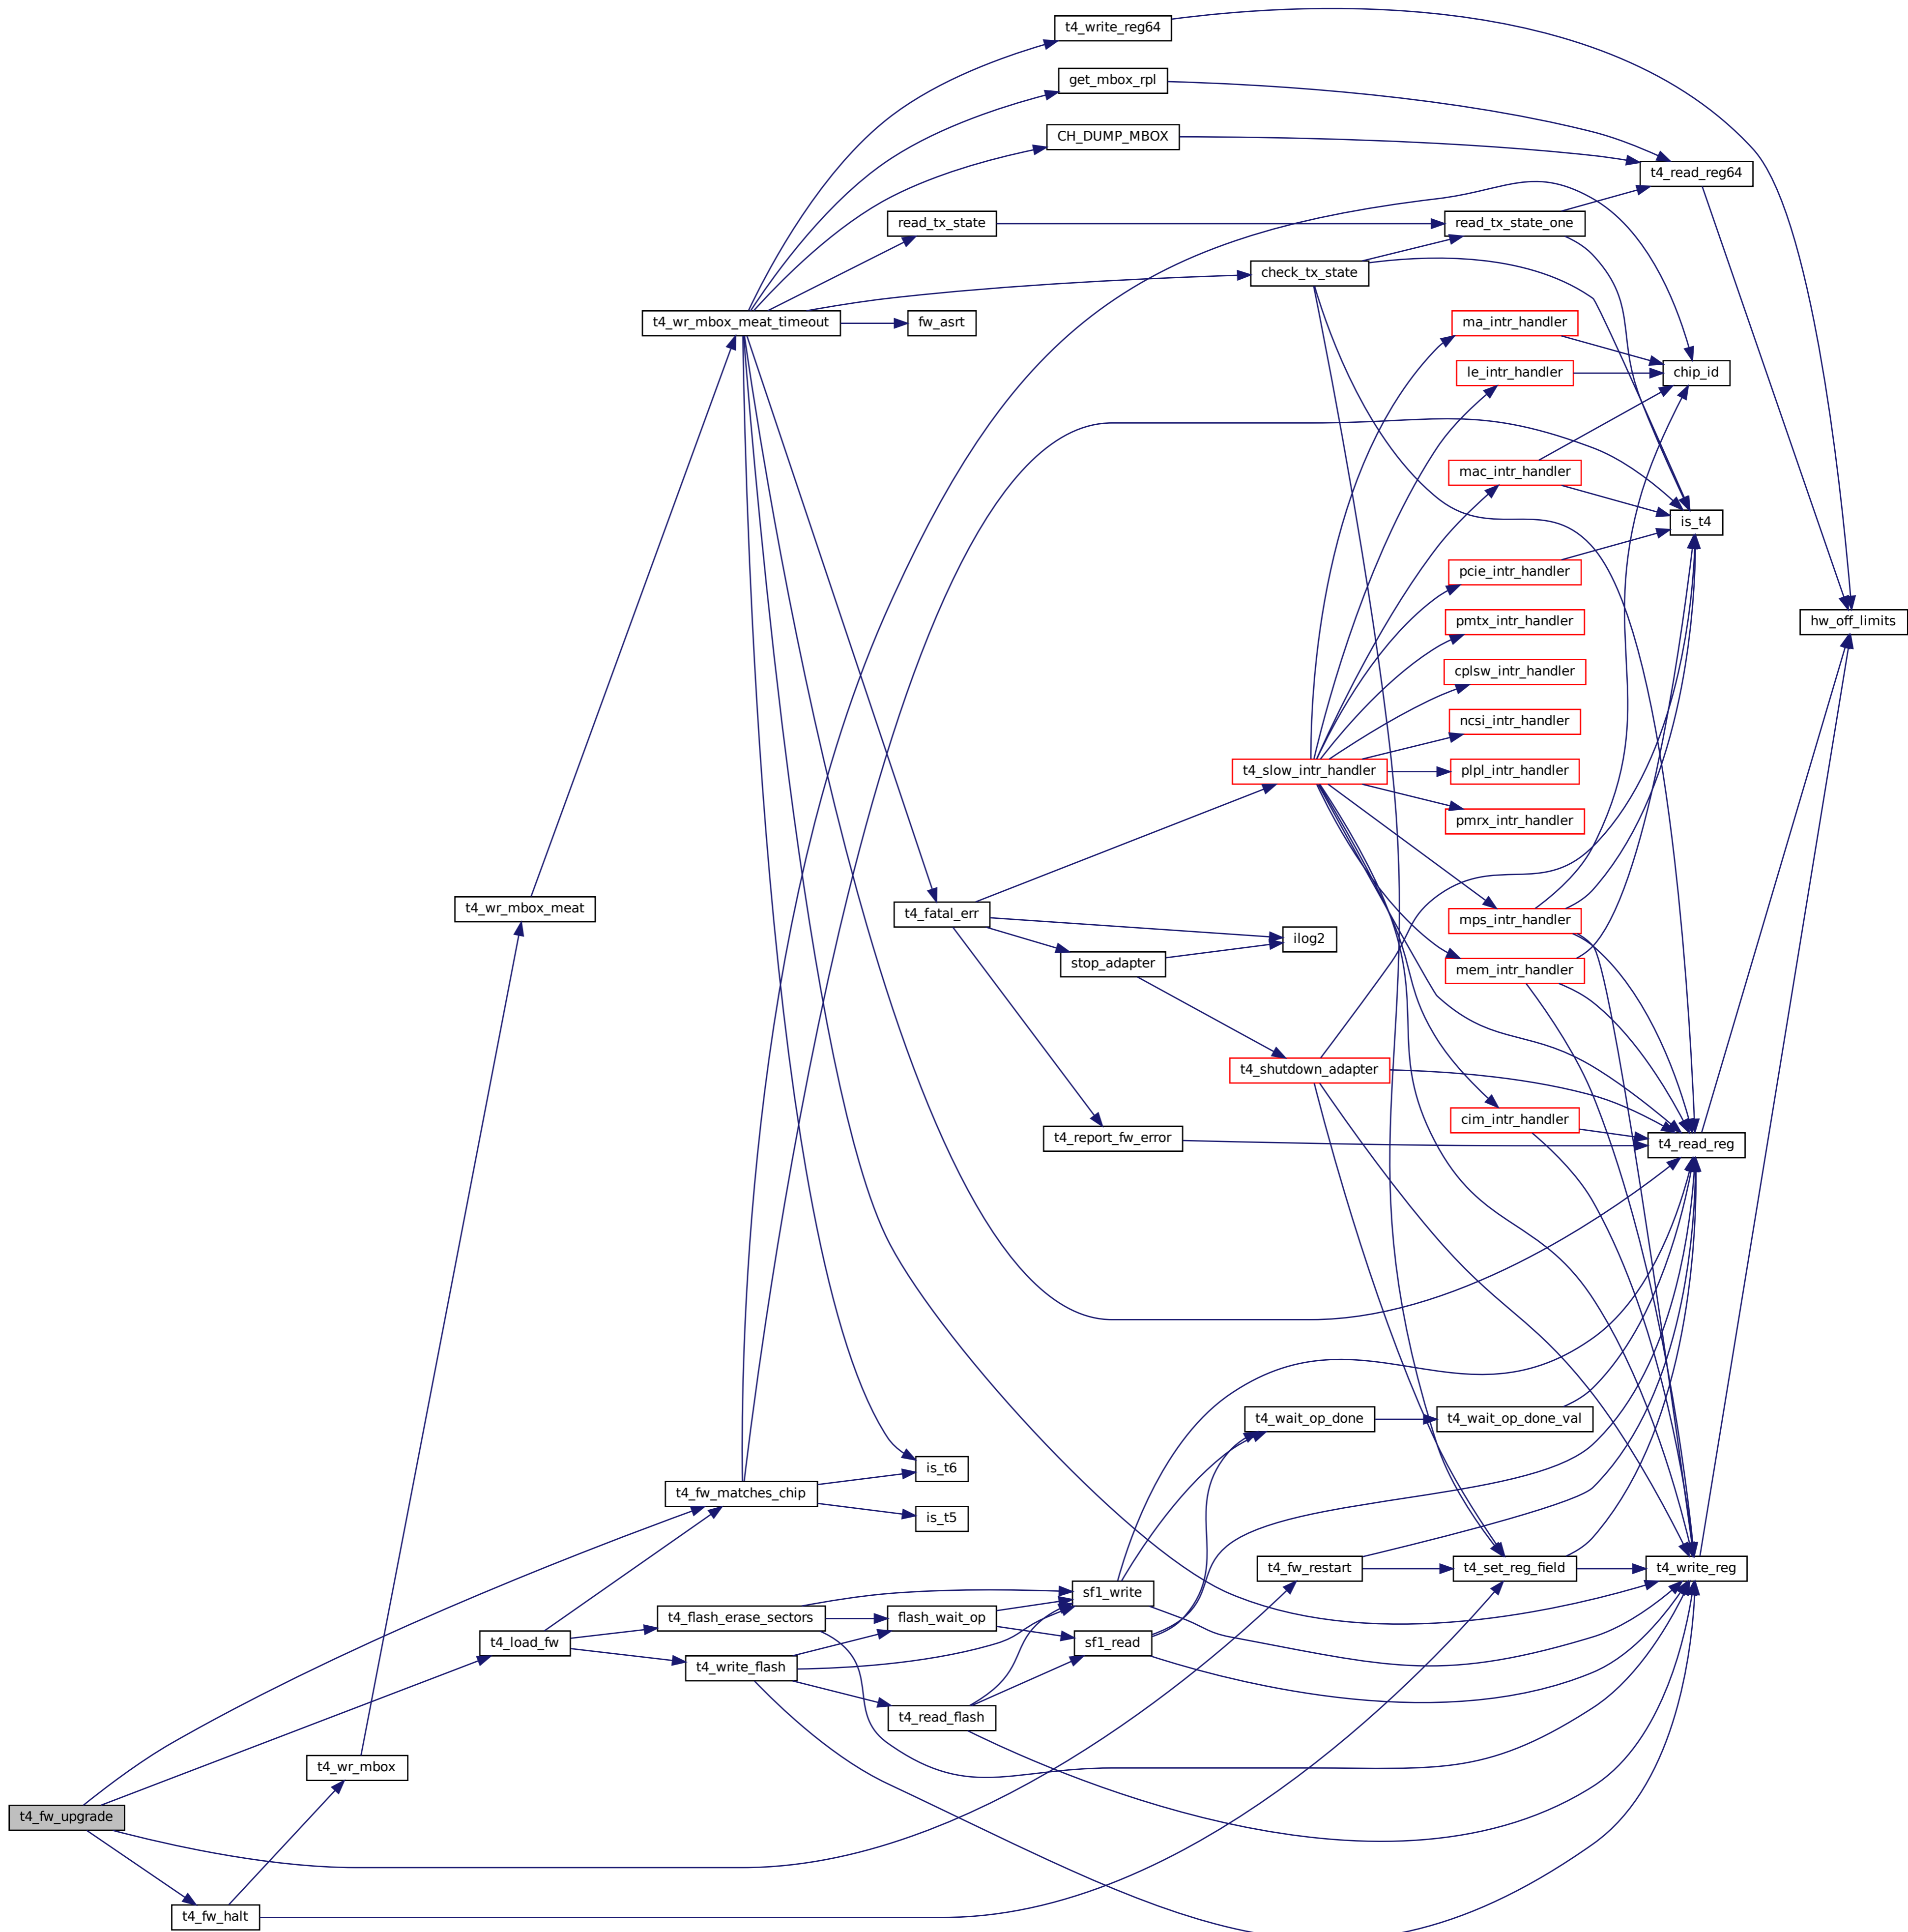 t4_write_reg64
get_mbox_rpl
CH_DUMP_MBOX
t4_read_reg64
read_tx_state
read_tx_state_one
check_tx_state
t4_wr_mbox_meat_timeout
fw_asrt
ma_intr_handler
le_intr_handler
chip_id
mac_intr_handler
is_t4
pcie_intr_handler
pmtx_intr_handler
hw_off_limits
cplsw_intr_handler
ncsi_intr_handler
t4_slow_intr_handler
plpl_intr_handler
pmrx_intr_handler
t4_wr_mbox_meat
t4_fatal_err
mps_intr_handler
ilog2
stop_adapter
mem_intr_handler
t4_shutdown_adapter
cim_intr_handler
t4_report_fw_error
t4_read_reg
t4_wait_op_done
t4_wait_op_done_val
is_t6
t4_fw_matches_chip
is_t5
t4_fw_restart
t4_set_reg_field
t4_write_reg
sf1_write
t4_flash_erase_sectors
flash_wait_op
t4_load_fw
sf1_read
t4_write_flash
t4_read_flash
t4_wr_mbox
t4_fw_upgrade
t4_fw_halt